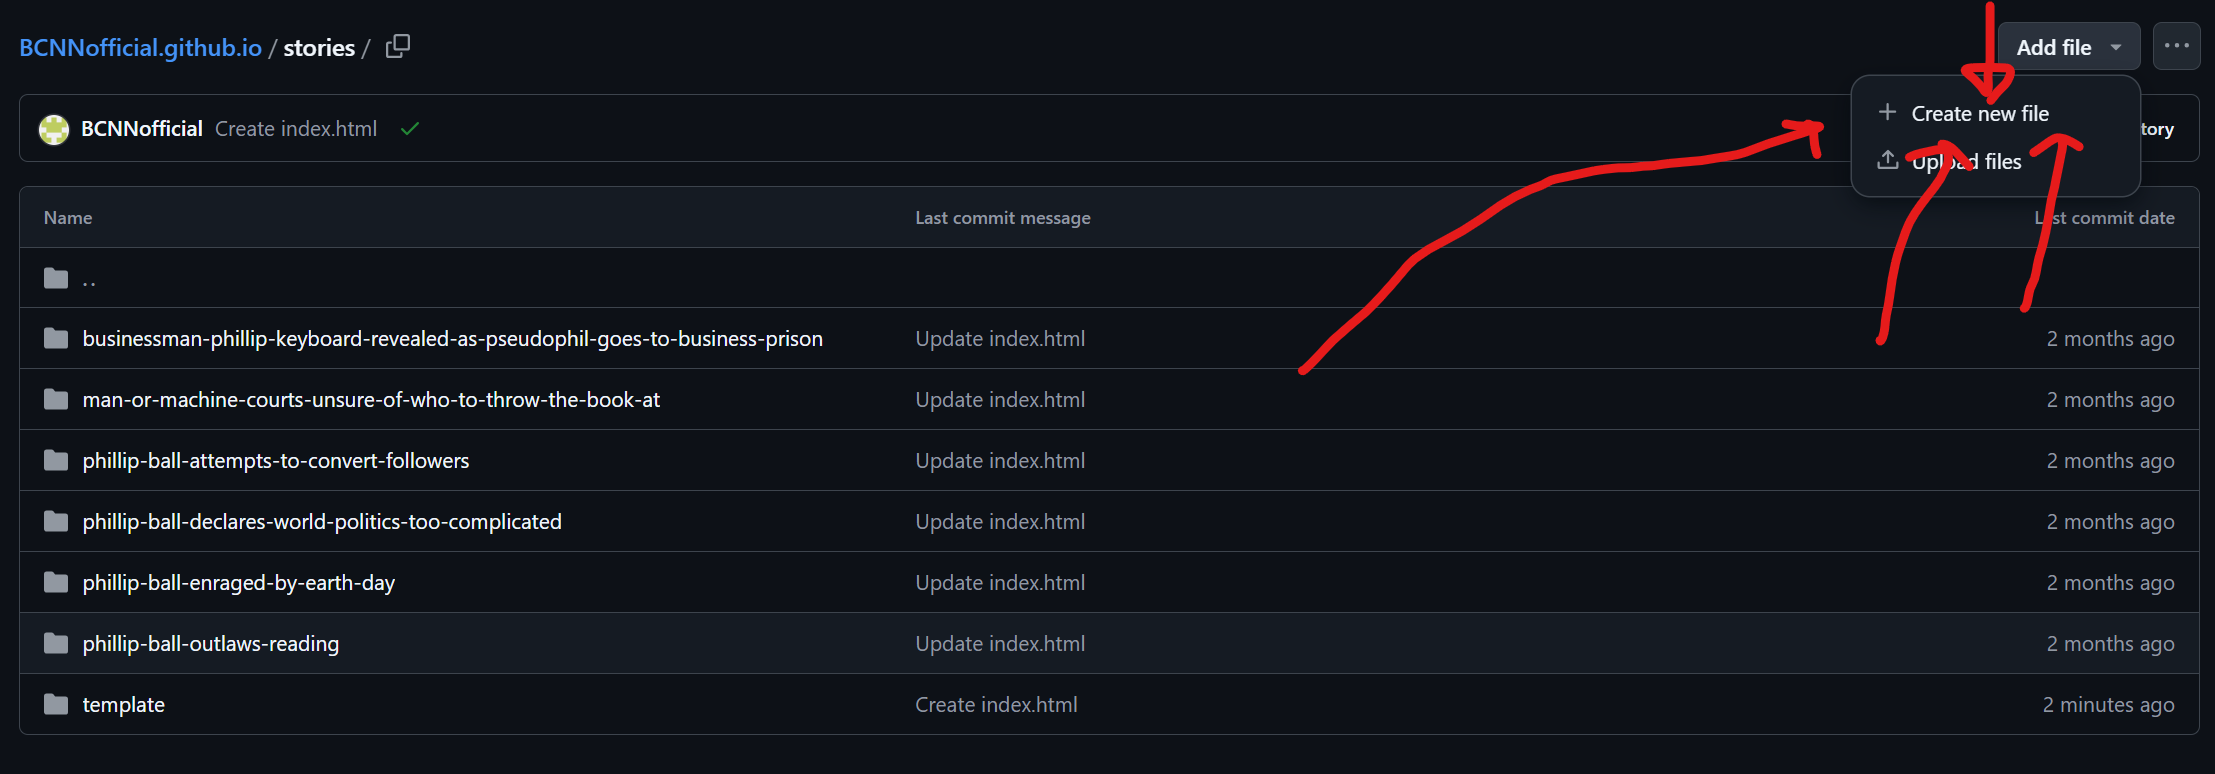 BCNNofficial.github.io / stories /
Add file
Create new file
Upload files
BCNNofficial Create index.html
tory
Name Last commit message Last commit date
..
businessman-phillip-keyboard-revealed-as-pseudophil-goes-to-business-prison Update index.html 2 months ago
man-or-machine-courts-unsure-of-who-to-throw-the-book-at Update index.html 2 months ago
phillip-ball-attempts-to-convert-followers Update index.html 2 months ago
phillip-ball-declares-world-politics-too-complicated Update index.html 2 months ago
phillip-ball-enraged-by-earth-day Update index.html 2 months ago
phillip-ball-outlaws-reading Update index.html 2 months ago
template Create index.html 2 minutes ago